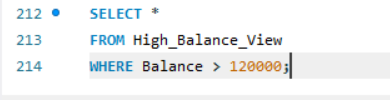 212 SELECT *
213 FROM High_Balance_View
214 WHERE Balance > 120000;